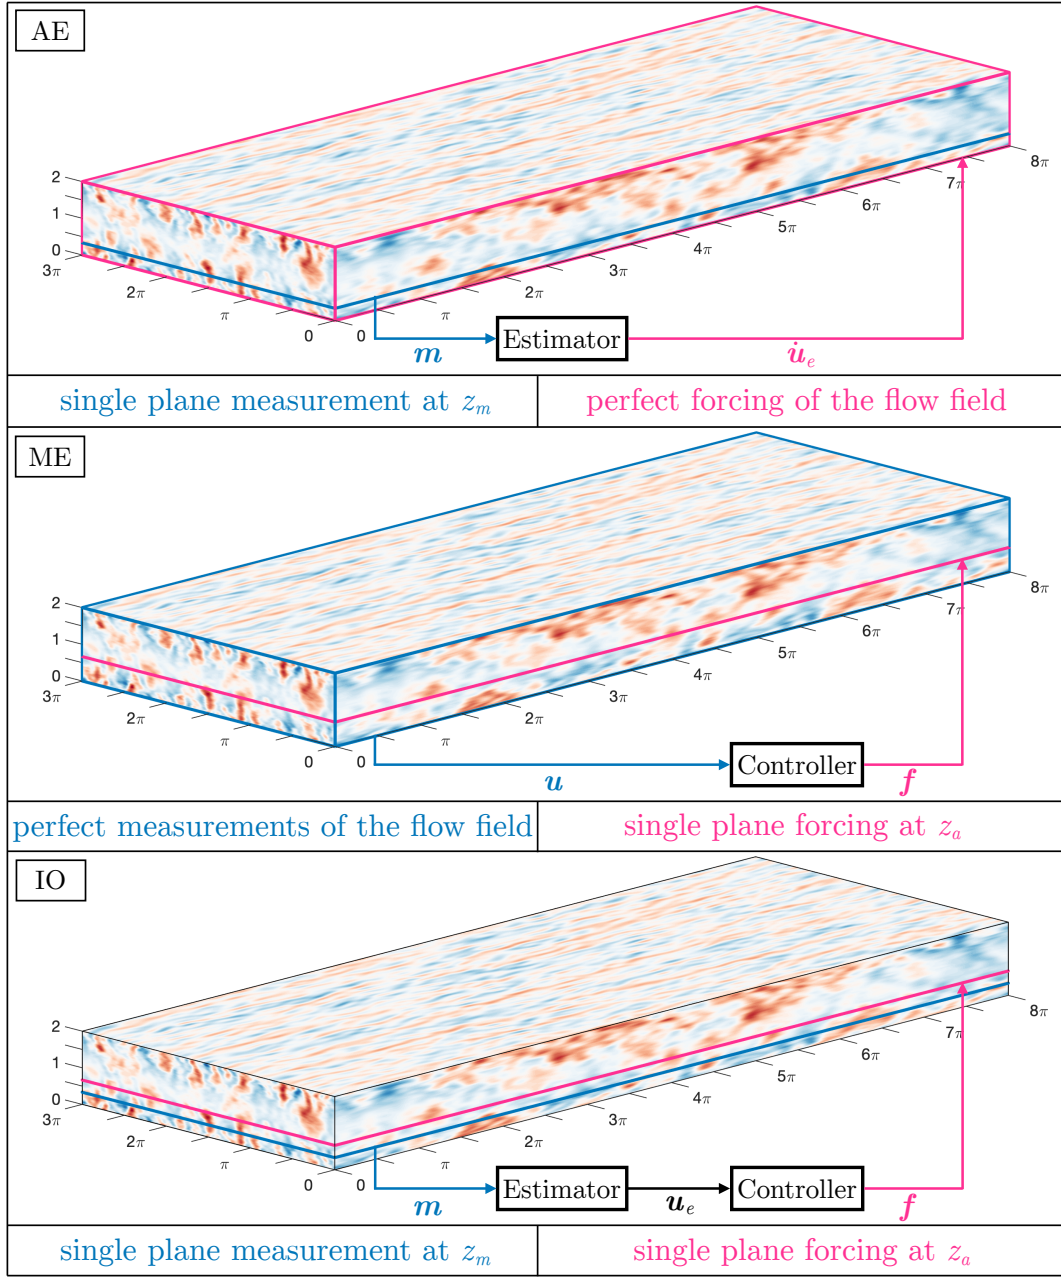 AE
2
1
0
3π
2π
π
0
0
π
2π
3π
4π
5π
6π
7π
8π
m
Estimator
u̇e
single plane measurement at zm
perfect forcing of the flow field
ME
2
1
0
3π
2π
π
0
0
π
2π
3π
4π
5π
6π
7π
8π
u
Controller
f
perfect measurements of the flow field
single plane forcing at za
IO
2
1
0
3π
2π
π
0
0
π
2π
3π
4π
5π
6π
7π
8π
m
Estimator
ue
Controller
f
single plane measurement at zm
single plane forcing at za